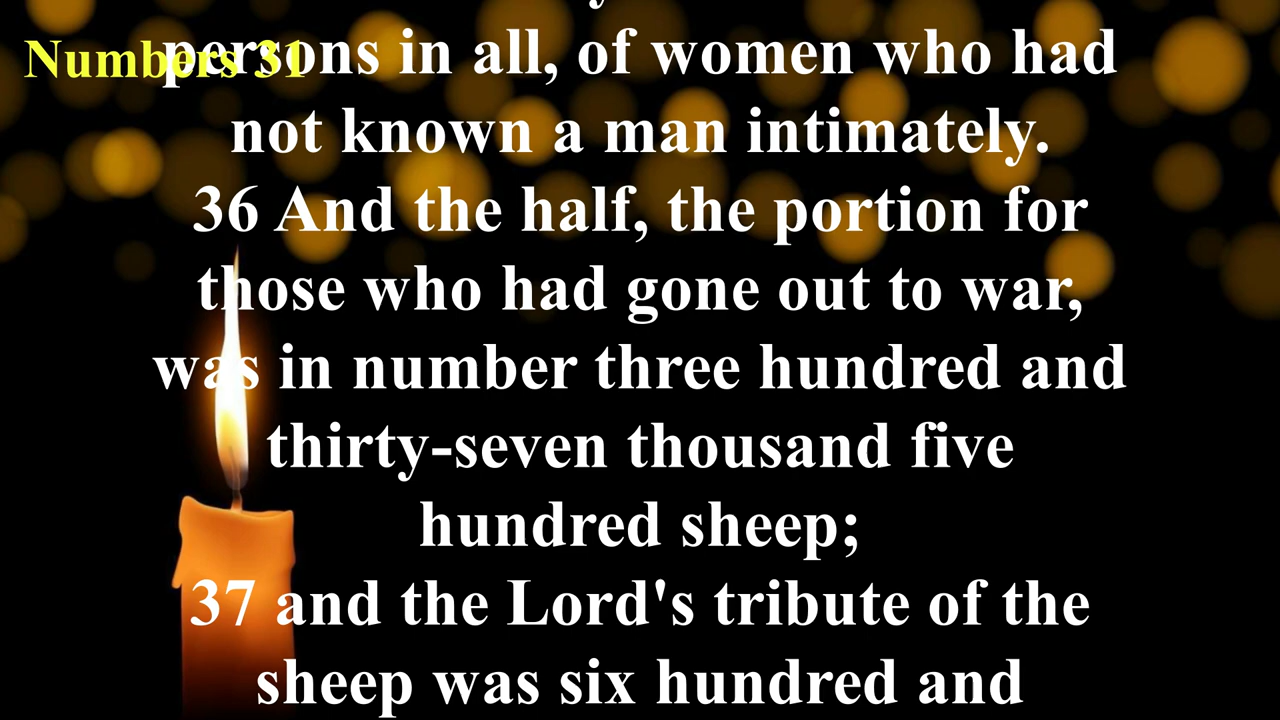 Numbers 31
persons in all, of women who had
not known a man intimately.
36 And the half, the portion for
those who had gone out to war,
was in number three hundred and
thirty-seven thousand five
hundred sheep;
37 and the Lord's tribute of the
sheep was six hundred and